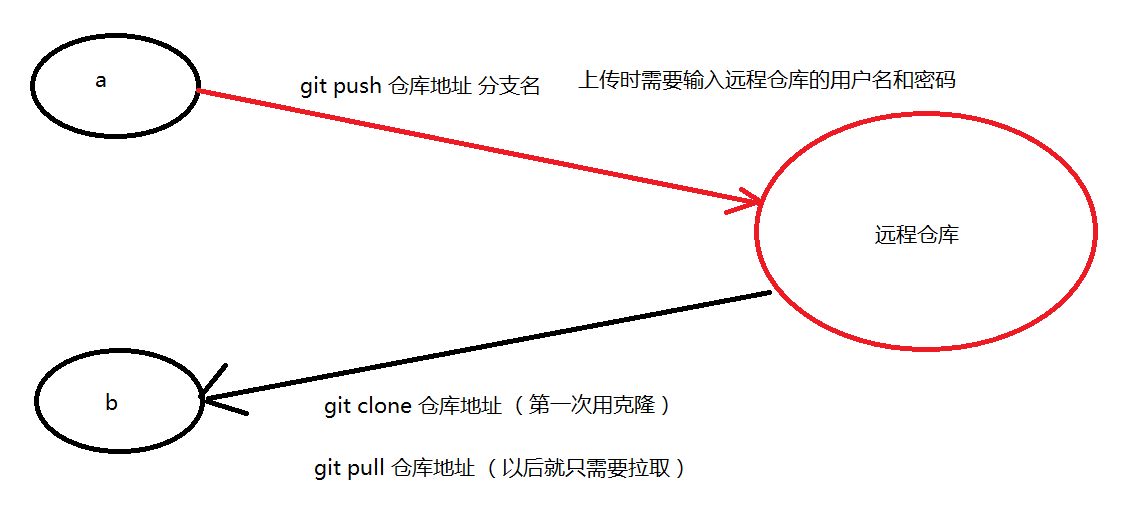 a
git push 仓库地址 分支名
上传时需要输入远程仓库的用户名和密码
远程仓库
b
git clone 仓库地址（第一次用克隆）
git pull 仓库地址（以后就只需要拉取）